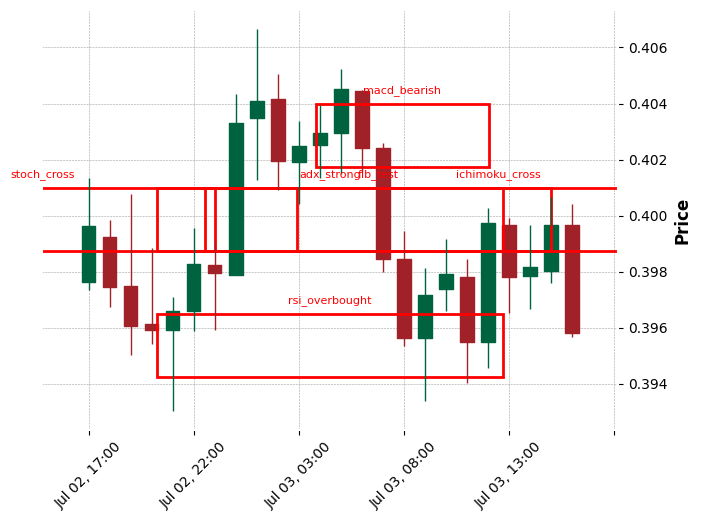 0.406
macd_bearish
0.404
0.402
stoch_cross
ichimoku_cross
0.400
Price
0.398
rsi_overbought
0.396
0.394
Jul 02, 17:00
Jul 02, 22:00
Jul 03, 03:00
Jul 03, 08:00
Jul 03, 13:00